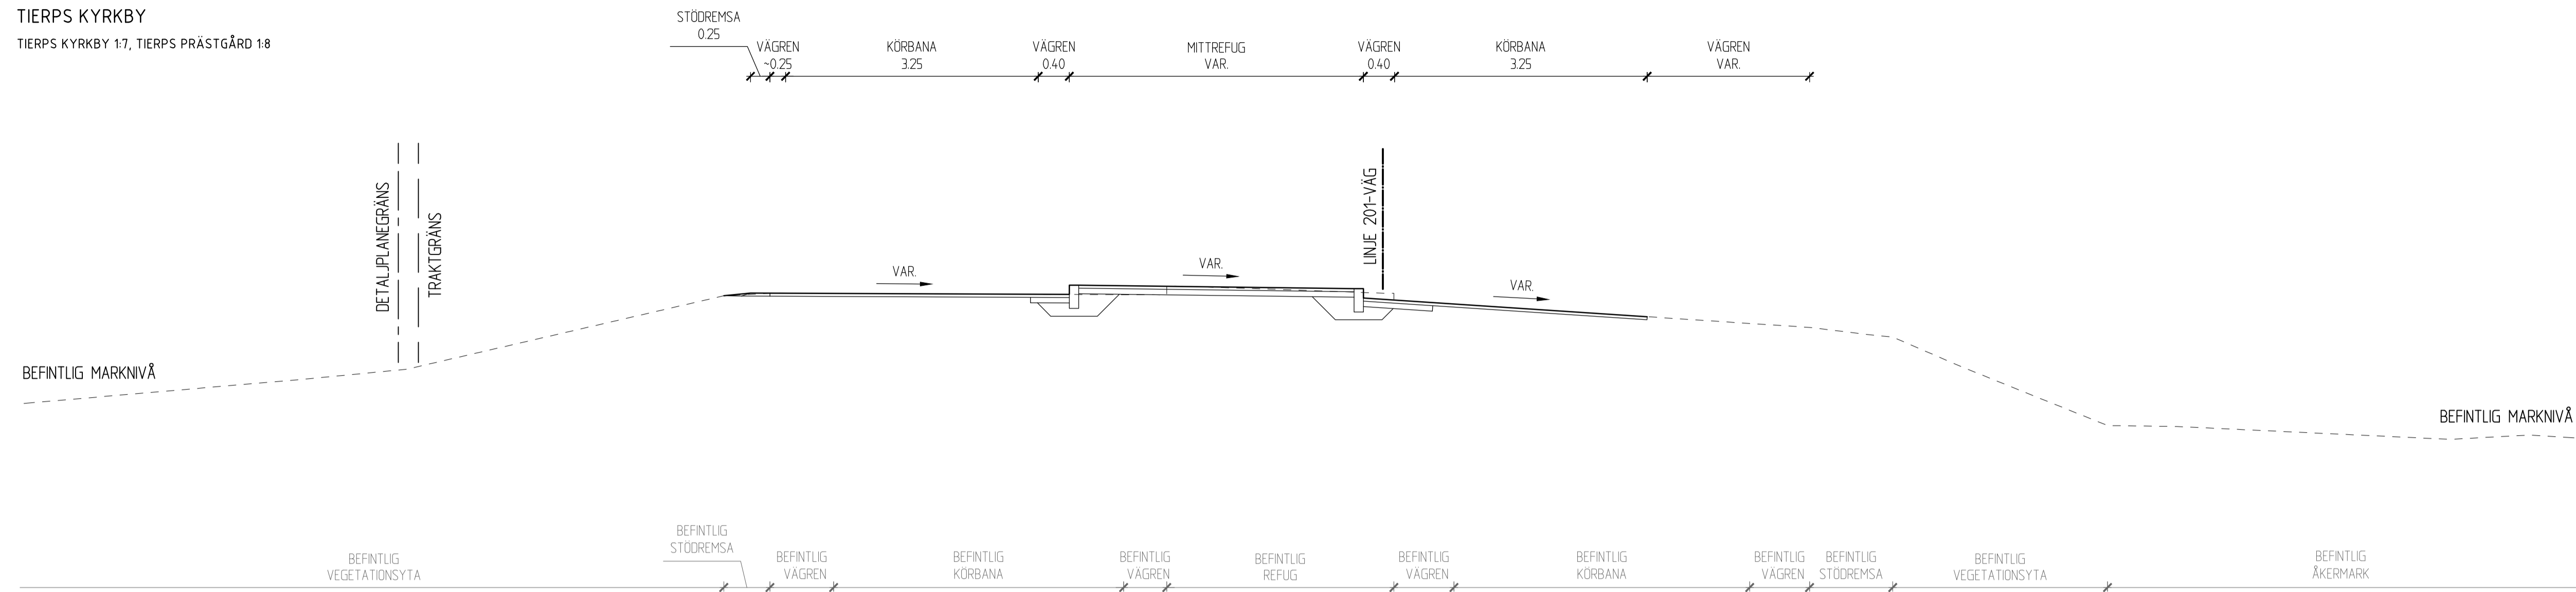 TIERPS KYRKBY
TIERPS KYRKBY 1:7, TIERPS PRÄSTGÅRD 1:8
STÖDREMSA
0.25
VÄGREN
~0.25
KÖRBANA
3.25
VÄGREN
0.40
MITTREFUG
VAR.
VÄGREN
0.40
KÖRBANA
3.25
VÄGREN
VAR.
DETALJPLANEGRÄNS
TRAKTGRÄNS
LINJE 201-VÄG
VAR.
VAR.
VAR.
BEFINTLIG MARKNIVÅ
BEFINTLIG MARKNIVÅ
BEFINTLIG
VEGETATIONSYTA
BEFINTLIG
STÖDREMSA
BEFINTLIG
VÄGREN
BEFINTLIG
KÖRBANA
BEFINTLIG
VÄGREN
BEFINTLIG
REFUG
BEFINTLIG
VÄGREN
BEFINTLIG
KÖRBANA
BEFINTLIG
VÄGREN
BEFINTLIG
STÖDREMSA
BEFINTLIG
VEGETATIONSYTA
BEFINTLIG
ÅKERMARK